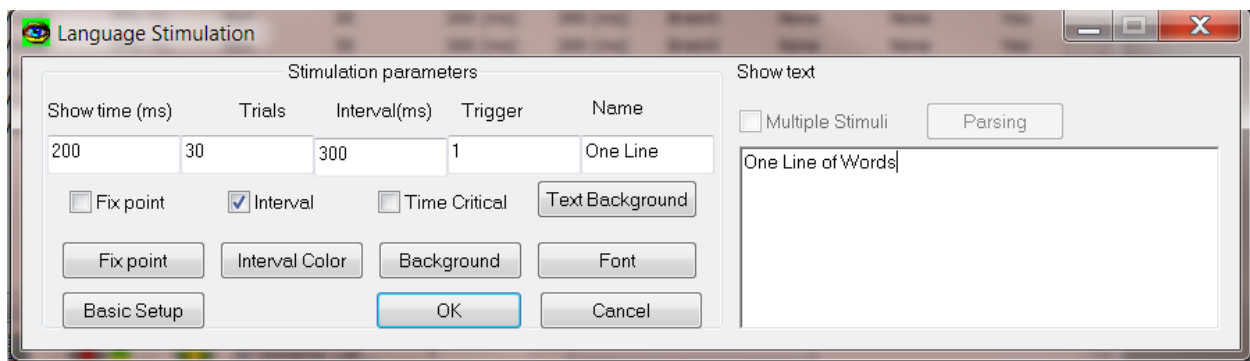 Language Stimulation
Stimulation parameters
Show time (ms) Trials Interval(ms) Trigger Name
200 30 300 1 One Line
Fix point Interval Time Critical Text Background
Fix point Interval Color Background Font
Basic Setup OK Cancel
Show text
Multiple Stimuli Parsing
One Line of Words